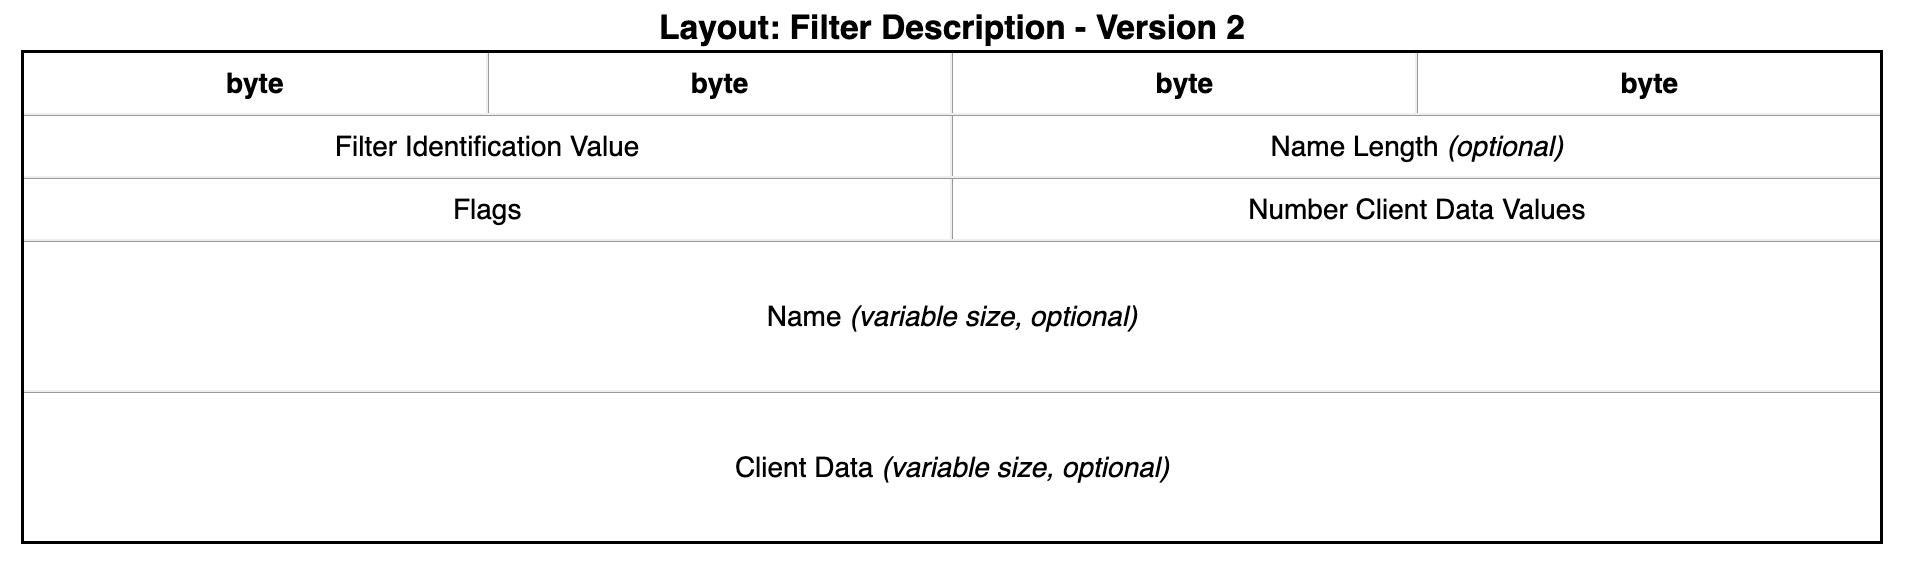 Layout: Filter Description - Version 2
byte byte byte byte
Filter Identification Value Name Length (optional)
Flags Number Client Data Values
Name (variable size, optional)
Client Data (variable size, optional)